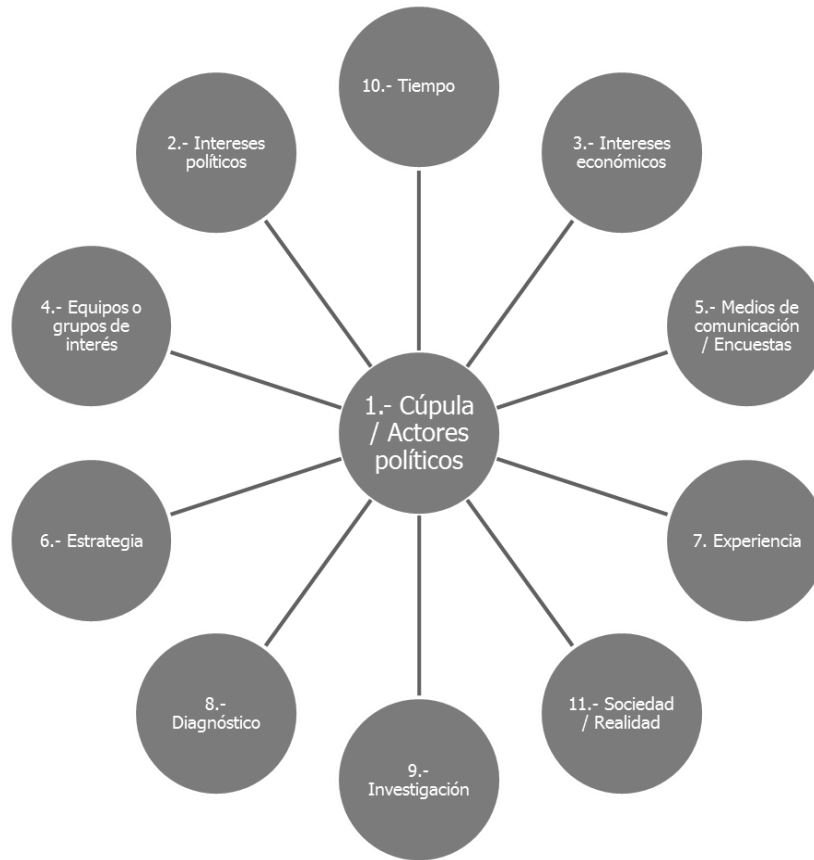 10.- Tiempo
2.- Intereses
políticos
3.- Intereses
económicos
4.- Equipos o
grupos de
interés
5.- Medios de
comunicación
/ Encuestas
1.- Cúpula
/ Actores
políticos
6.- Estrategia
7. Experiencia
8.-
Diagnóstico
11.- Sociedad
/ Realidad
9.-
Investigación